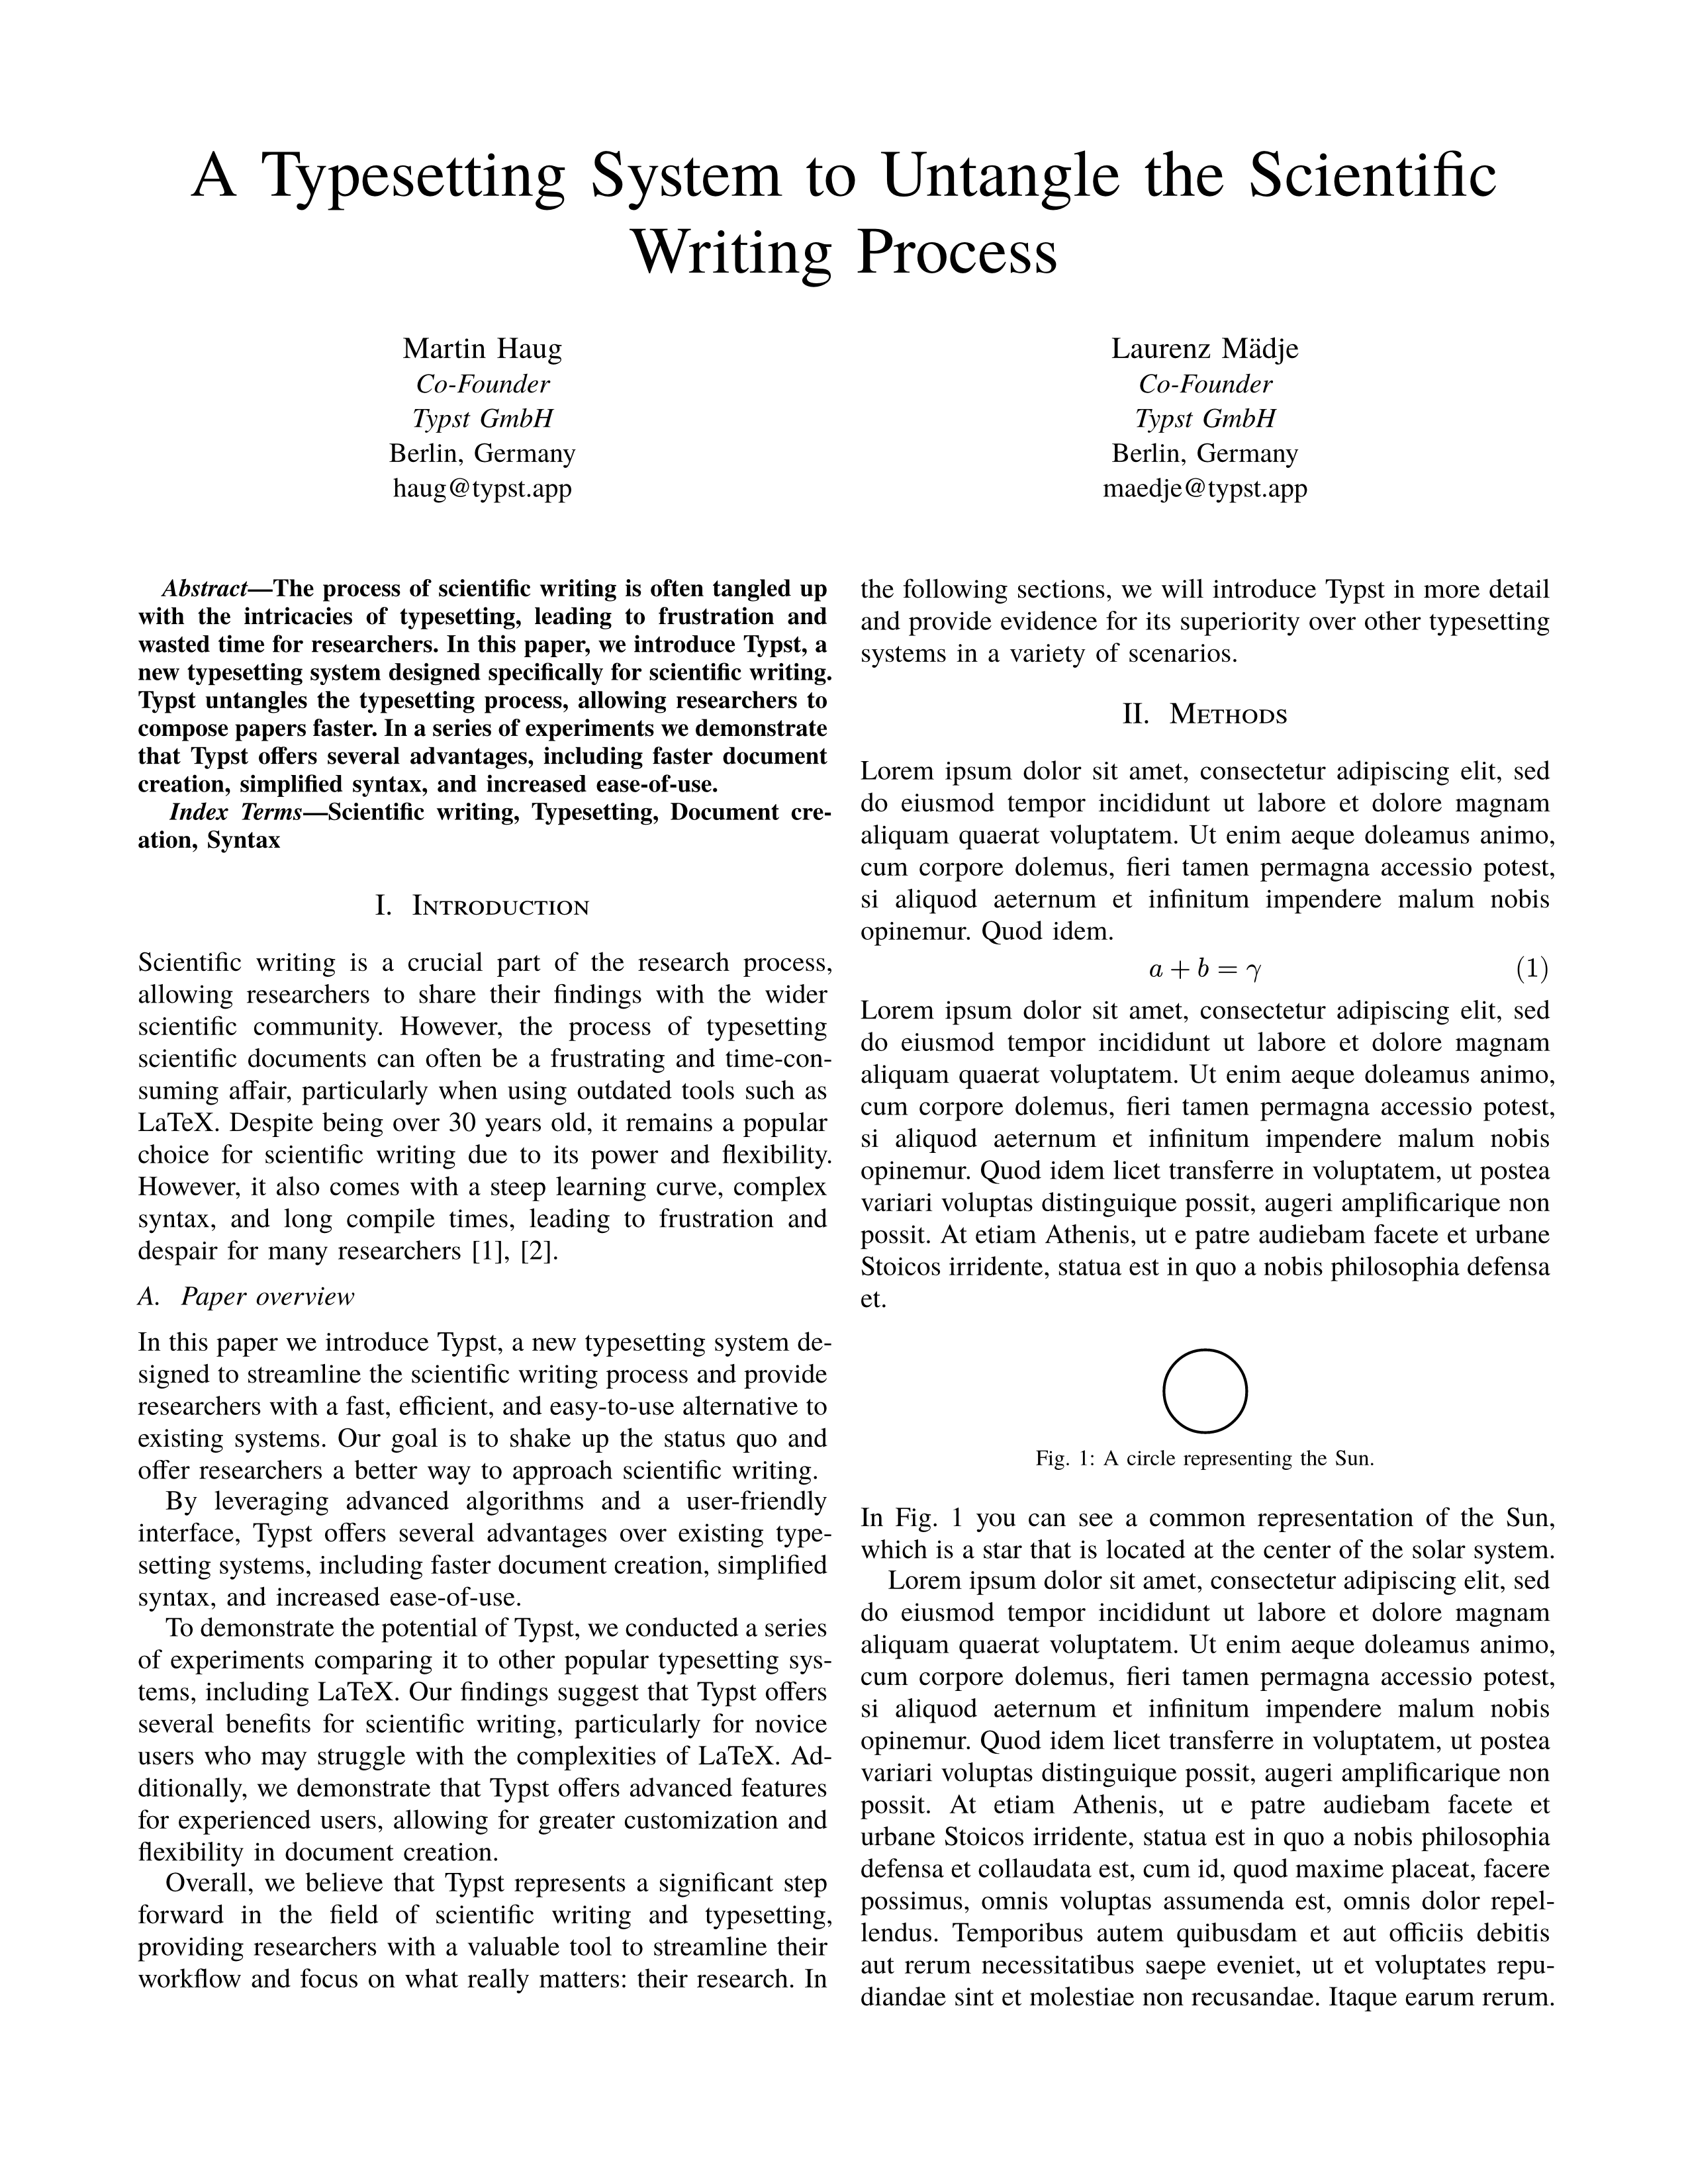 A Typesetting System to Untangle the Scientific
Writing Process
Martin Haug
Co-Founder
Typst GmbH
Berlin, Germany
haug@typst.app
Laurenz Mädje
Co-Founder
Typst GmbH
Berlin, Germany
maedje@typst.app
Abstract—The process of scientific writing is often tangled up
with the intricacies of typesetting, leading to frustration and
wasted time for researchers. In this paper, we introduce Typst, a
new typesetting system designed specifically for scientific writing.
Typst untangles the typesetting process, allowing researchers to
compose papers faster. In a series of experiments we demonstrate
that Typst offers several advantages, including faster document
creation, simplified syntax, and increased ease-of-use.
Index Terms—Scientific writing, Typesetting, Document cre-
ation, Syntax
I. Introduction
Scientific writing is a crucial part of the research process,
allowing researchers to share their findings with the wider
scientific community. However, the process of typesetting
scientific documents can often be a frustrating and time-con-
suming affair, particularly when using outdated tools such as
LaTeX. Despite being over 30 years old, it remains a popular
choice for scientific writing due to its power and flexibility.
However, it also comes with a steep learning curve, complex
syntax, and long compile times, leading to frustration and
despair for many researchers [1], [2].
A. Paper overview
In this paper we introduce Typst, a new typesetting system de-
signed to streamline the scientific writing process and provide
researchers with a fast, efficient, and easy-to-use alternative to
existing systems. Our goal is to shake up the status quo and
offer researchers a better way to approach scientific writing.
By leveraging advanced algorithms and a user-friendly
interface, Typst offers several advantages over existing type-
setting systems, including faster document creation, simplified
syntax, and increased ease-of-use.
To demonstrate the potential of Typst, we conducted a series
of experiments comparing it to other popular typesetting sys-
tems, including LaTeX. Our findings suggest that Typst offers
several benefits for scientific writing, particularly for novice
users who may struggle with the complexities of LaTeX. Ad-
ditionally, we demonstrate that Typst offers advanced features
for experienced users, allowing for greater customization and
flexibility in document creation.
Overall, we believe that Typst represents a significant step
forward in the field of scientific writing and typesetting,
providing researchers with a valuable tool to streamline their
workflow and focus on what really matters: their research. In
the following sections, we will introduce Typst in more detail
and provide evidence for its superiority over other typesetting
systems in a variety of scenarios.
II. Methods
Lorem ipsum dolor sit amet, consectetur adipiscing elit, sed
do eiusmod tempor incididunt ut labore et dolore magnam
aliquam quaerat voluptatem. Ut enim aeque doleamus animo,
cum corpore dolemus, fieri tamen permagna accessio potest,
si aliquod aeternum et infinitum impendere malum nobis
opinemur. Quod idem.
a + b = γ (1)
Lorem ipsum dolor sit amet, consectetur adipiscing elit, sed
do eiusmod tempor incididunt ut labore et dolore magnam
aliquam quaerat voluptatem. Ut enim aeque doleamus animo,
cum corpore dolemus, fieri tamen permagna accessio potest,
si aliquod aeternum et infinitum impendere malum nobis
opinemur. Quod idem licet transferre in voluptatem, ut postea
variari voluptas distinguique possit, augeri amplificarique non
possit. At etiam Athenis, ut e patre audiebam facete et urbane
Stoicos irridente, statua est in quo a nobis philosophia defensa
et.
Fig. 1: A circle representing the Sun.
In Fig. 1 you can see a common representation of the Sun,
which is a star that is located at the center of the solar system.
Lorem ipsum dolor sit amet, consectetur adipiscing elit, sed
do eiusmod tempor incididunt ut labore et dolore magnam
aliquam quaerat voluptatem. Ut enim aeque doleamus animo,
cum corpore dolemus, fieri tamen permagna accessio potest,
si aliquod aeternum et infinitum impendere malum nobis
opinemur. Quod idem licet transferre in voluptatem, ut postea
variari voluptas distinguique possit, augeri amplificarique non
possit. At etiam Athenis, ut e patre audiebam facete et
urbane Stoicos irridente, statua est in quo a nobis philosophia
defensa et collaudata est, cum id, quod maxime placeat, facere
possimus, omnis voluptas assumenda est, omnis dolor repel-
lendus. Temporibus autem quibusdam et aut officiis debitis
aut rerum necessitatibus saepe eveniet, ut et voluptates repu-
diandae sint et molestiae non recusandae. Itaque earum rerum.